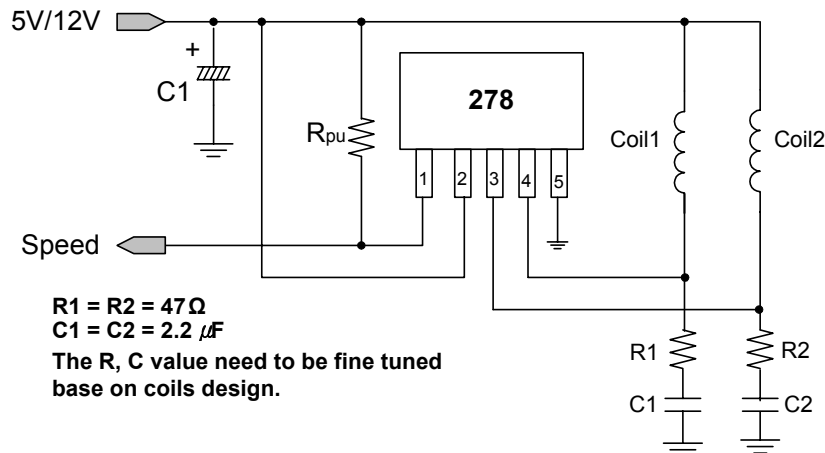 5V/12V
+
C1
278
Rpu
Coil1
Coil2
1 2 3 4 5
Speed
R1 = R2 = 47Ω
C1 = C2 = 2.2 μF
The R, C value need to be fine tuned
base on coils design.
R1
R2
C1
C2